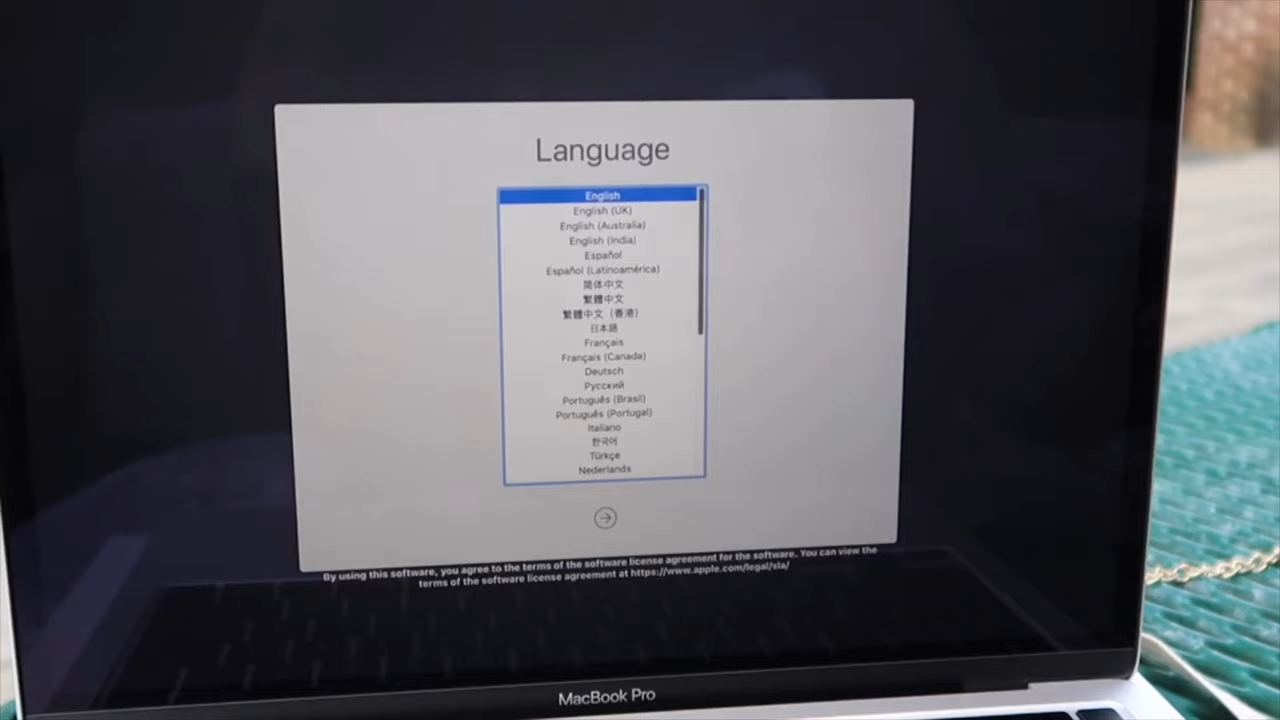 Language
English
English (UK)
English (Australia)
English (India)
Español
Español (Latinoamérica)
简体中文
繁體中文
繁體中文（香港）
日本語
Français
Français (Canada)
Deutsch
Русский
Português (Brasil)
Português (Portugal)
Italiano
한국어
Türkçe
Nederlands
By using this software, you agree to the terms of the software license agreement for the software. You can view the
terms of the software license agreement at https://www.apple.com/legal/sla/
MacBook Pro